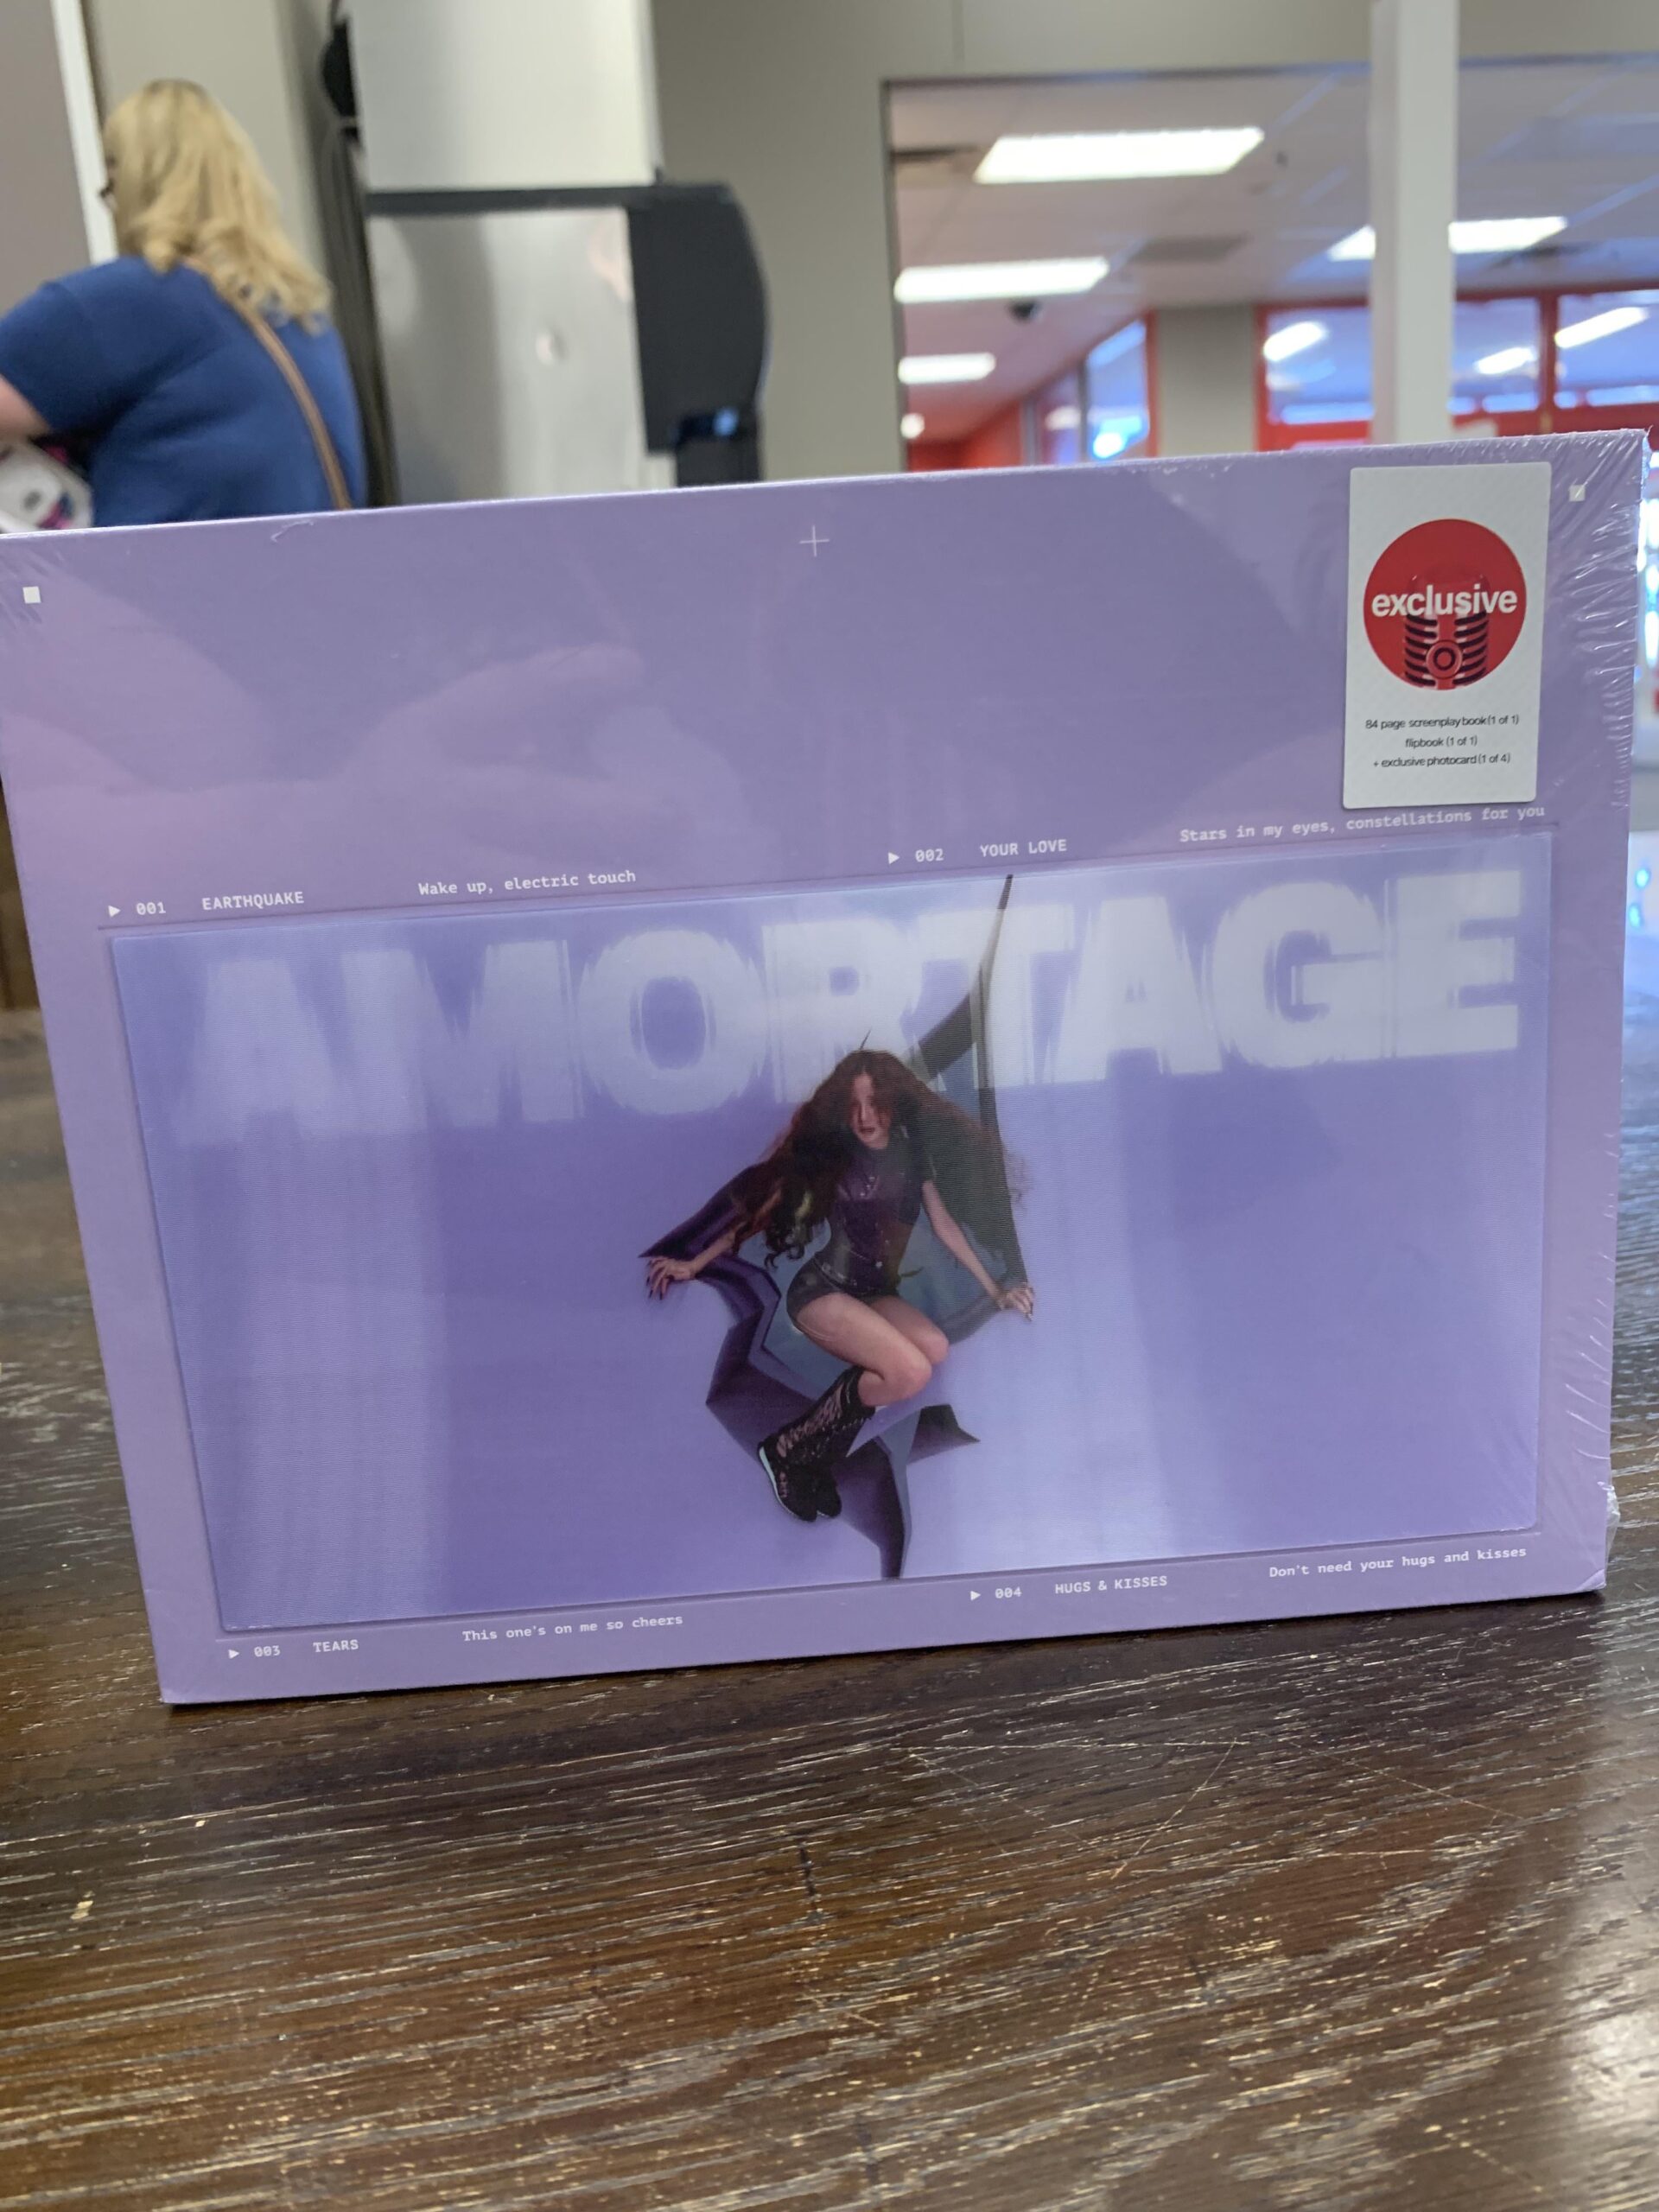 exclusive
84 page screenplay book (1 of 1)
flipbook (1 of 1)
+ exclusive photocard (1 of 4)
▶ 001 EARTHQUAKE Wake up, electric touch ▶ 002 YOUR LOVE Stars in my eyes, constellations for you
AMORTAGE
▶ 003 TEARS This one's on me so cheers ▶ 004 HUGS & KISSES Don't need your hugs and kisses